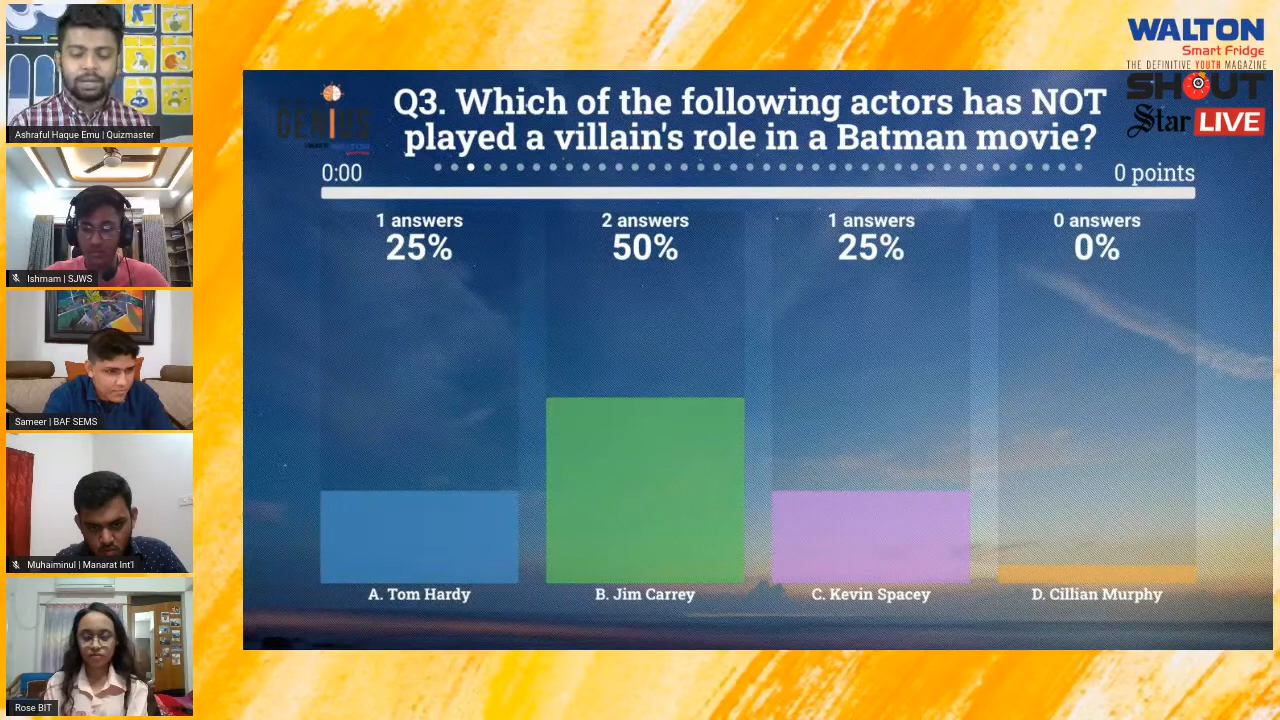 Ashraful Haque Emu | Quizmaster
Ishmam | SJWS
Sameer | BAF SEMS
Muhaiminul | Manarat Int'l
Rose BIT
WALTON
Smart Fridge
THE DEFINITIVE YOUTH MAGAZINE
SHOUT
Star LIVE
GENIUS
Q3. Which of the following actors has NOT
played a villain's role in a Batman movie?
0:00
0 points
1 answers
25%
2 answers
50%
1 answers
25%
0 answers
0%
A. Tom Hardy
B. Jim Carrey
C. Kevin Spacey
D. Cillian Murphy